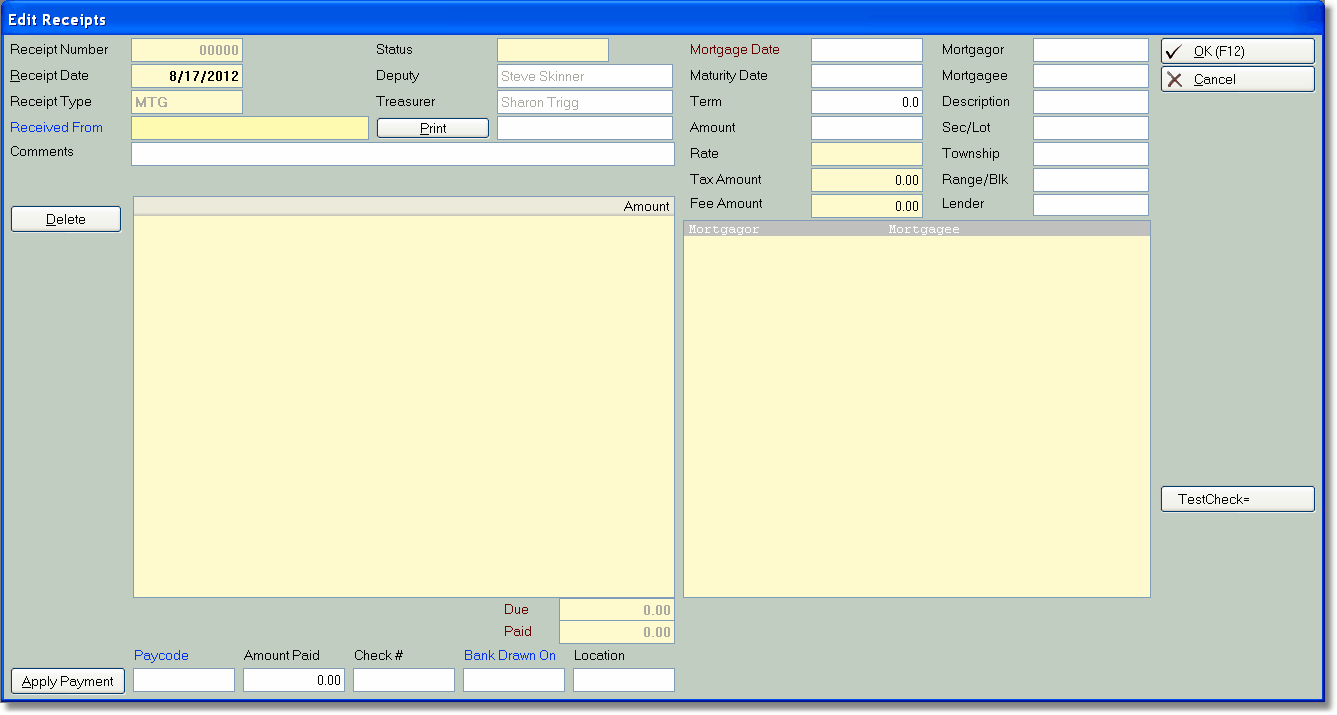 Edit Receipts
Receipt Number 00000 Status Mortgage Date Mortgagor OK (F12)
Receipt Date 8/17/2012 Deputy Steve Skinner Maturity Date Mortgagee Cancel
Receipt Type MTG Treasurer Sharon Trigg Term 0.0 Description
Received From Print Amount Sec/Lot
Comments Rate Township
Tax Amount 0.00 Range/Blk
Fee Amount 0.00 Lender
Delete Amount
Mortgagor Mortgagee
TestCheck=
Due 0.00
Paid 0.00
Paycode Amount Paid Check # Bank Drawn On Location
Apply Payment 0.00